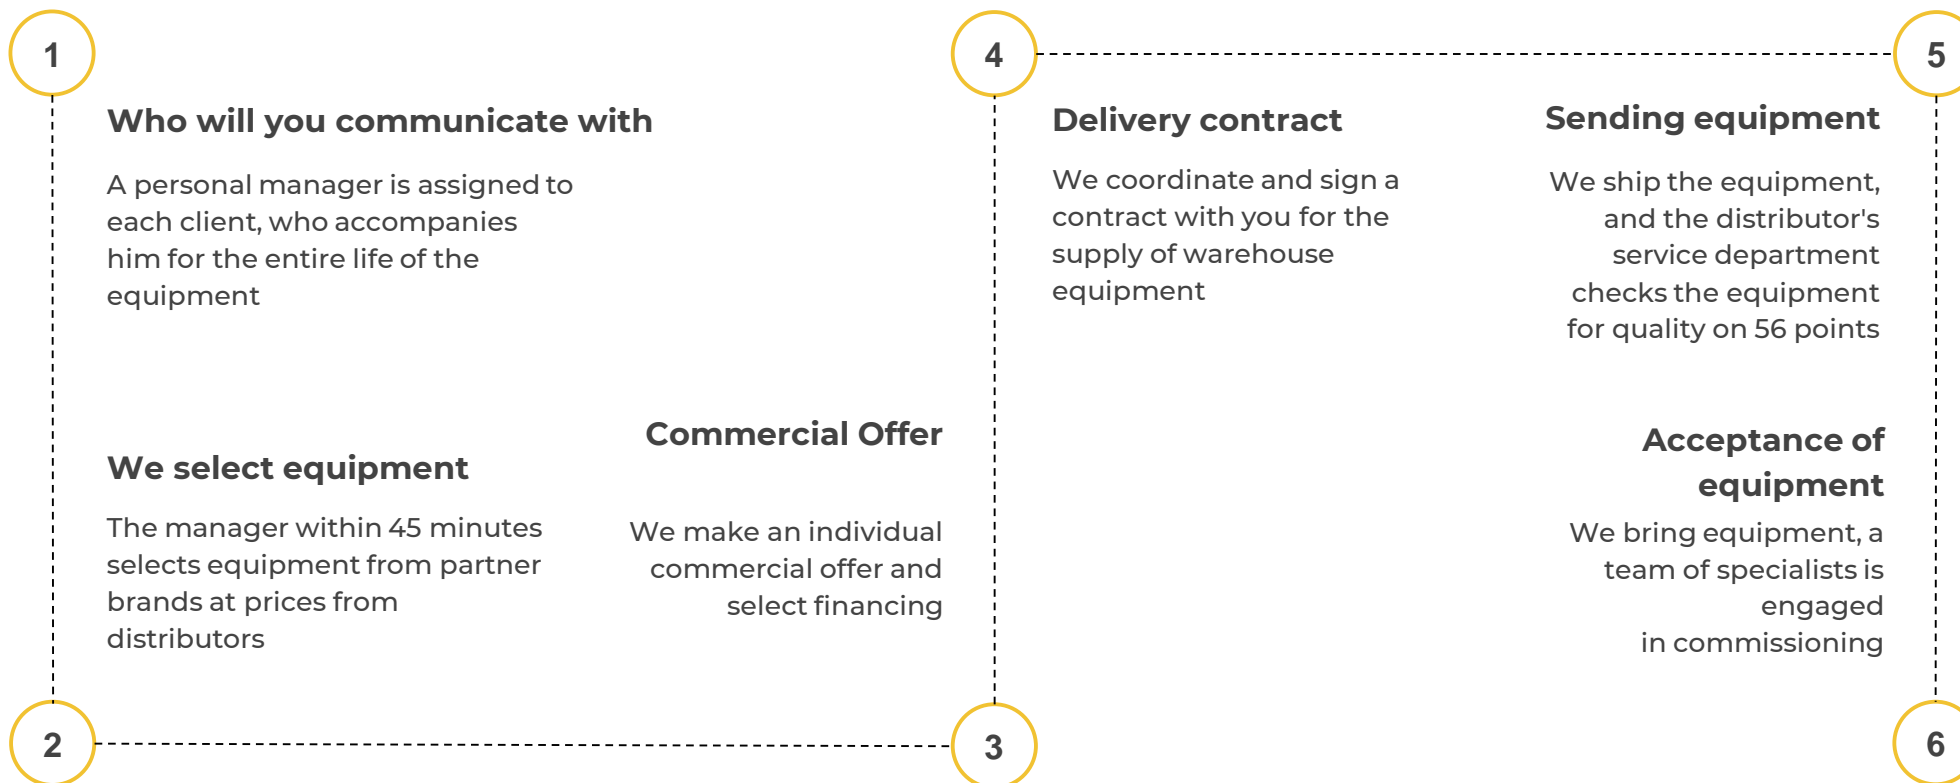 1
Who will you communicate with
A personal manager is assigned to
each client, who accompanies
him for the entire life of the
equipment
2
We select equipment
The manager within 45 minutes
selects equipment from partner
brands at prices from
distributors
3
Commercial Offer
We make an individual
commercial offer and
select financing
4
Delivery contract
We coordinate and sign a
contract with you for the
supply of warehouse
equipment
5
Sending equipment
We ship the equipment,
and the distributor's
service department
checks the equipment
for quality on 56 points
6
Acceptance of
equipment
We bring equipment, a
team of specialists is
engaged
in commissioning